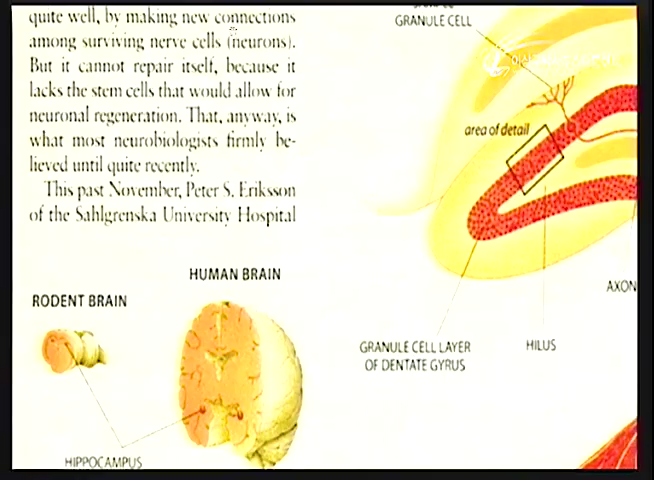 quite well, by making new connections
among surviving nerve cells (neurons).
But it cannot repair itself, because it
lacks the stem cells that would allow for
neuronal regeneration. That, anyway, is
what most neurobiologists firmly be-
lieved until quite recently.
This past November, Peter S. Eriksson
of the Sahlgrenska University Hospital
GRANULE CELL
area of detail
AXON
GRANULE CELL LAYER
OF DENTATE GYRUS
HILUS
HUMAN BRAIN
RODENT BRAIN
HIPPOCAMPUS